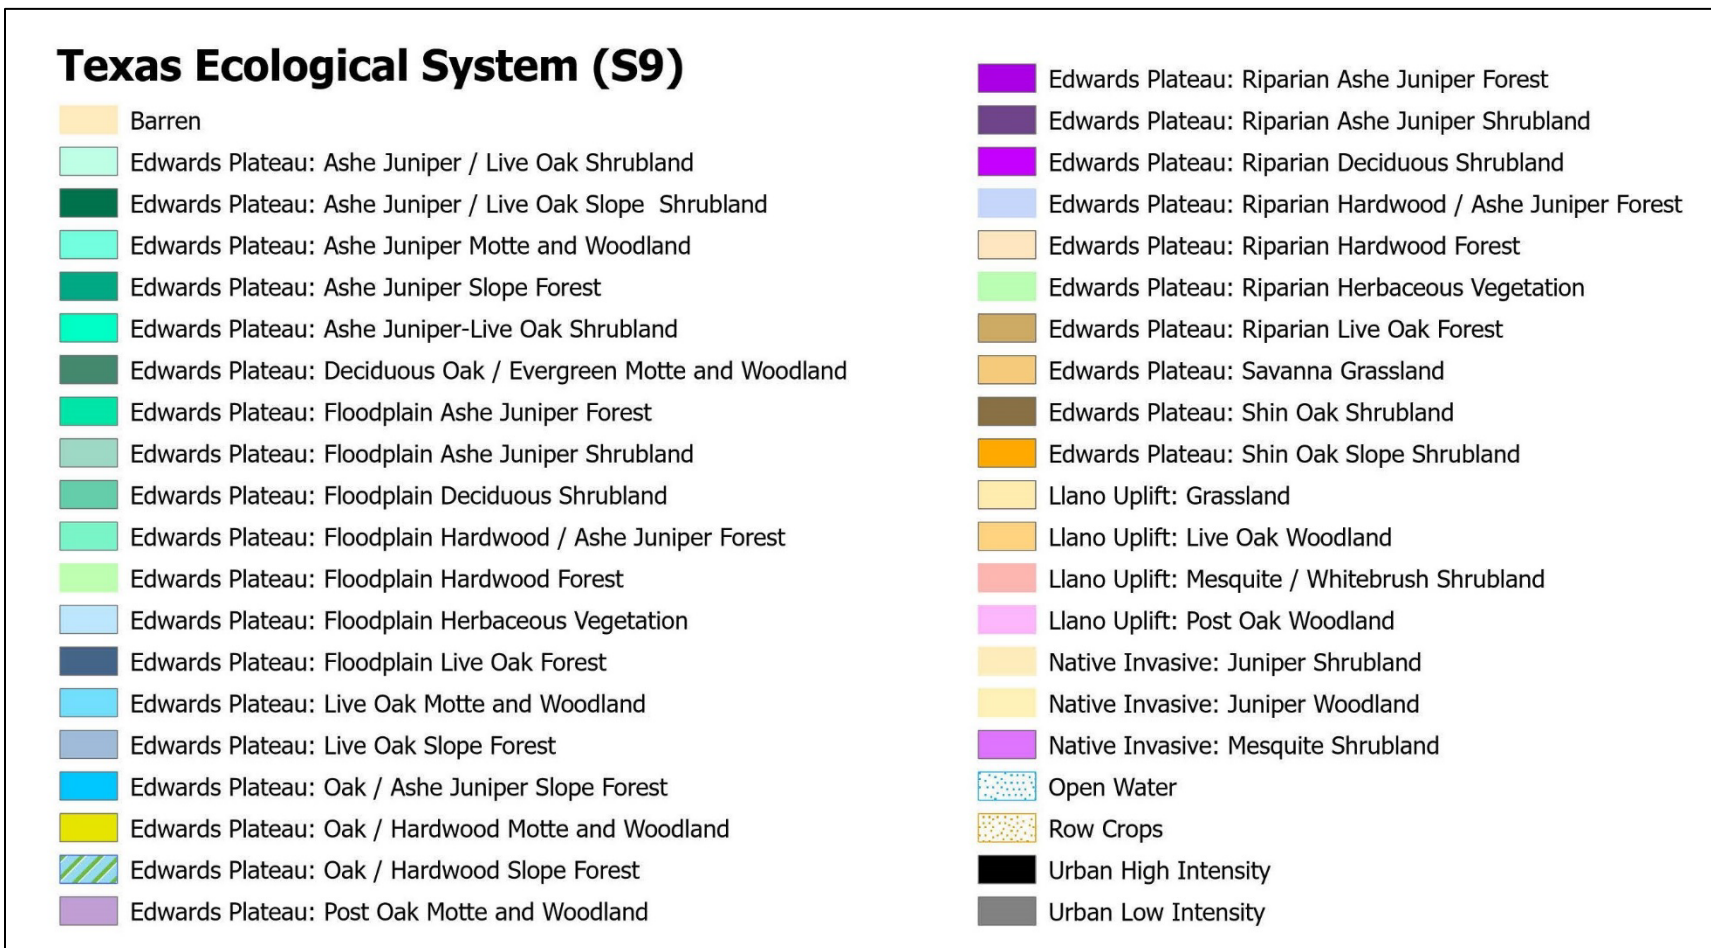 Texas Ecological System (S9)
Barren
Edwards Plateau: Ashe Juniper / Live Oak Shrubland
Edwards Plateau: Ashe Juniper / Live Oak Slope  Shrubland
Edwards Plateau: Ashe Juniper Motte and Woodland
Edwards Plateau: Ashe Juniper Slope Forest
Edwards Plateau: Ashe Juniper-Live Oak Shrubland
Edwards Plateau: Deciduous Oak / Evergreen Motte and Woodland
Edwards Plateau: Floodplain Ashe Juniper Forest
Edwards Plateau: Floodplain Ashe Juniper Shrubland
Edwards Plateau: Floodplain Deciduous Shrubland
Edwards Plateau: Floodplain Hardwood / Ashe Juniper Forest
Edwards Plateau: Floodplain Hardwood Forest
Edwards Plateau: Floodplain Herbaceous Vegetation
Edwards Plateau: Floodplain Live Oak Forest
Edwards Plateau: Live Oak Motte and Woodland
Edwards Plateau: Live Oak Slope Forest
Edwards Plateau: Oak / Ashe Juniper Slope Forest
Edwards Plateau: Oak / Hardwood Motte and Woodland
Edwards Plateau: Oak / Hardwood Slope Forest
Edwards Plateau: Post Oak Motte and Woodland
Edwards Plateau: Riparian Ashe Juniper Forest
Edwards Plateau: Riparian Ashe Juniper Shrubland
Edwards Plateau: Riparian Deciduous Shrubland
Edwards Plateau: Riparian Hardwood / Ashe Juniper Forest
Edwards Plateau: Riparian Hardwood Forest
Edwards Plateau: Riparian Herbaceous Vegetation
Edwards Plateau: Riparian Live Oak Forest
Edwards Plateau: Savanna Grassland
Edwards Plateau: Shin Oak Shrubland
Edwards Plateau: Shin Oak Slope Shrubland
Llano Uplift: Grassland
Llano Uplift: Live Oak Woodland
Llano Uplift: Mesquite / Whitebrush Shrubland
Llano Uplift: Post Oak Woodland
Native Invasive: Juniper Shrubland
Native Invasive: Juniper Woodland
Native Invasive: Mesquite Shrubland
Open Water
Row Crops
Urban High Intensity
Urban Low Intensity